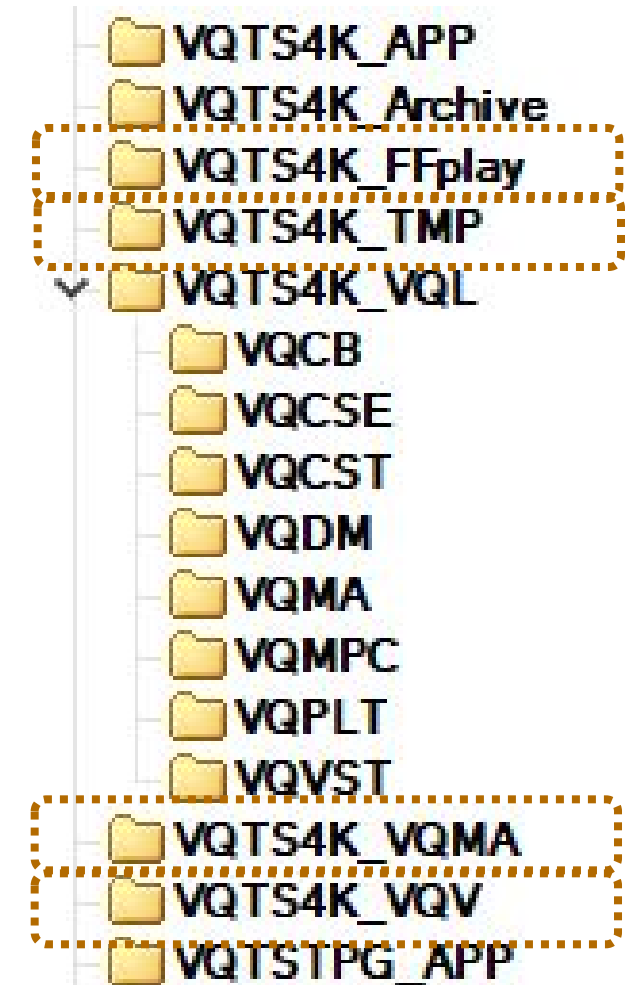 VQTS4K_APP
VQTS4K_Archive
VQTS4K_FFplay
VQTS4K_TMP
VQTS4K_VQL
VQCB
VQCSE
VQCST
VQDM
VQMA
VQMPC
VQPLT
VQVST
VQTS4K_VQMA
VQTS4K_VQV
VQTSTPG_APP